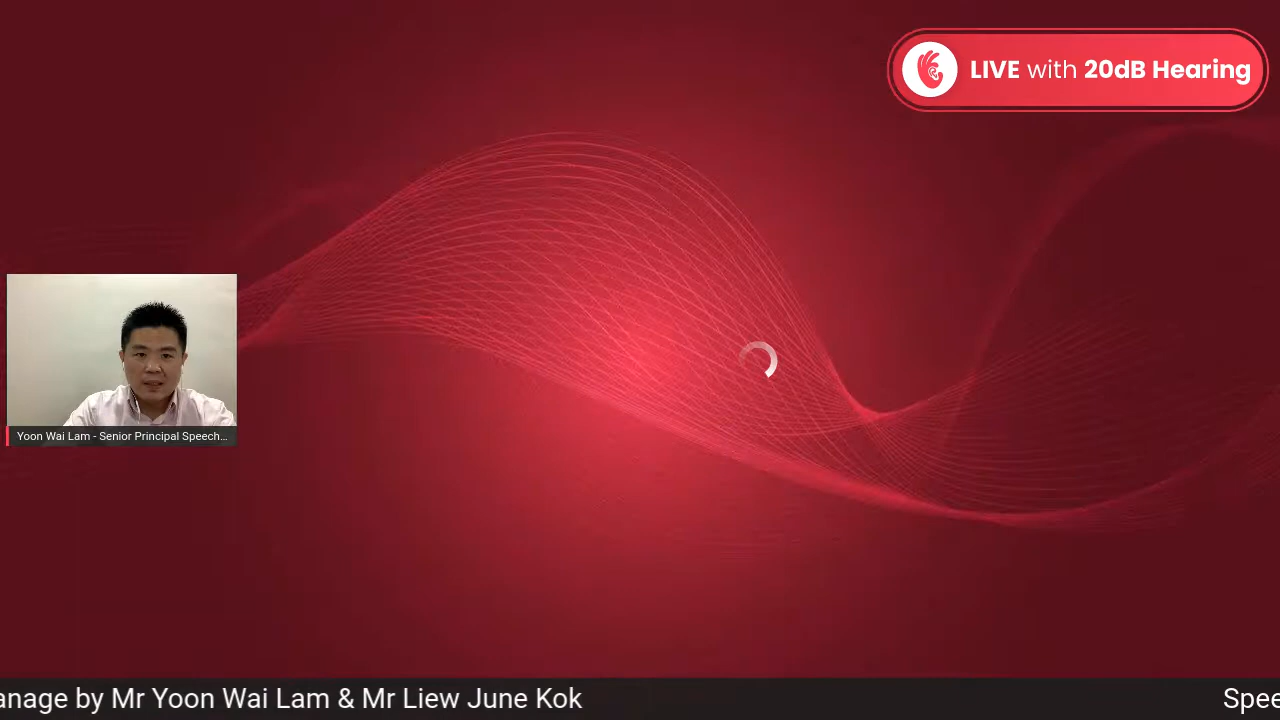 LIVE with 20dB Hearing
Yoon Wai Lam - Senior Principal Speech...
anage by Mr Yoon Wai Lam & Mr Liew June Kok
Spee